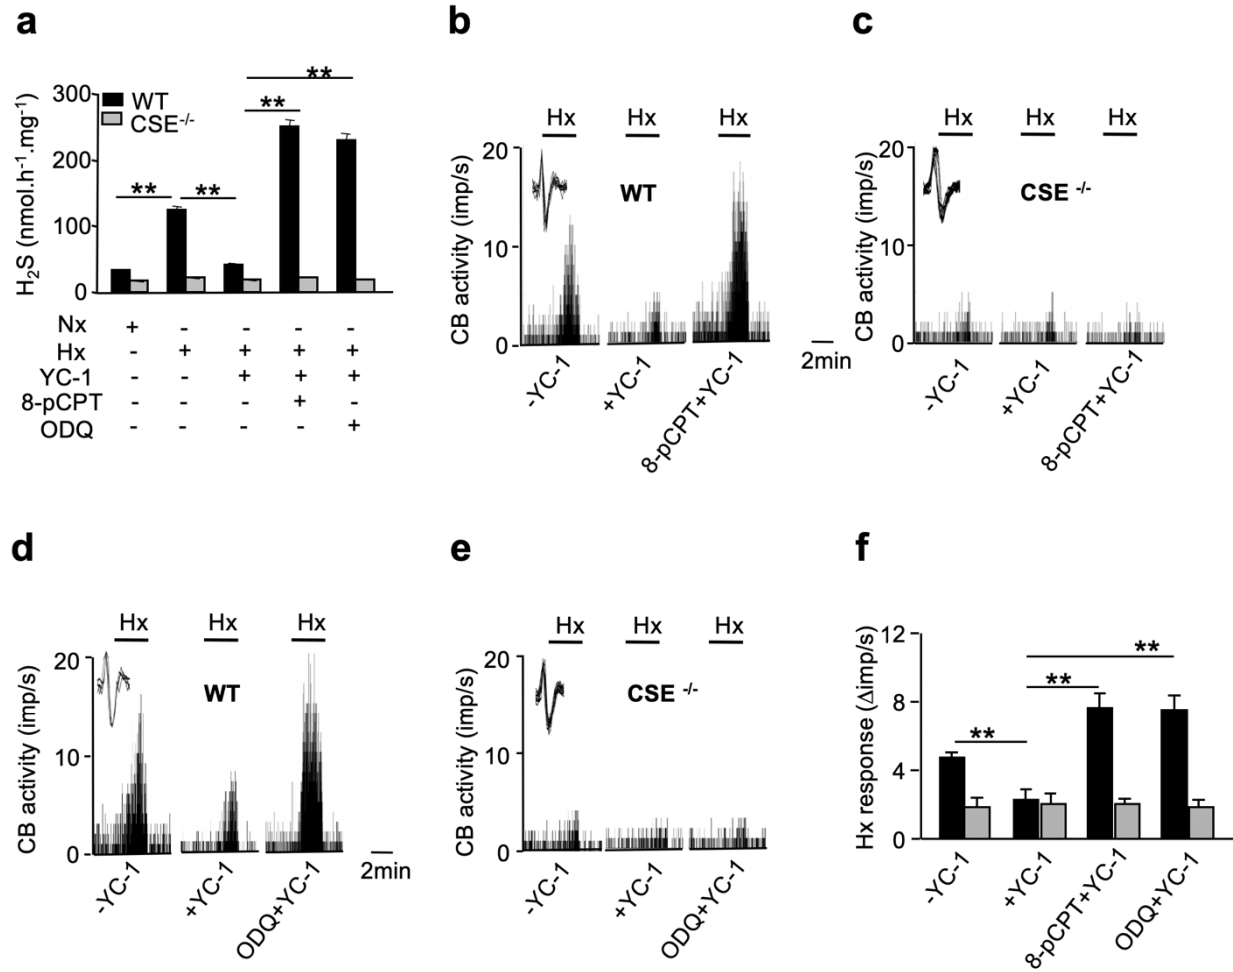 a
H₂S (nmol.h⁻¹.mg⁻¹)
300
200
100
0
WT
CSE⁻/⁻
**
**
**
**
Nx + - - - -
Hx - + + + +
YC-1 - - + + +
8-pCPT - - - + -
ODQ - - - - +
b
Hx Hx Hx
CB activity (imp/s)
20
10
0
WT
-YC-1
+YC-1
8-pCPT+YC-1
2min
c
Hx Hx Hx
CB activity (imp/s)
20
10
0
CSE -/-
-YC-1
+YC-1
8-pCPT+YC-1
d
Hx Hx Hx
CB activity (imp/s)
20
10
0
WT
-YC-1
+YC-1
ODQ+YC-1
2min
e
Hx Hx Hx
CB activity (imp/s)
20
10
0
CSE -/-
-YC-1
+YC-1
ODQ+YC-1
f
Hx response (Δimp/s)
12
8
4
0
**
**
**
-YC-1
+YC-1
8-pCPT+YC-1
ODQ+YC-1